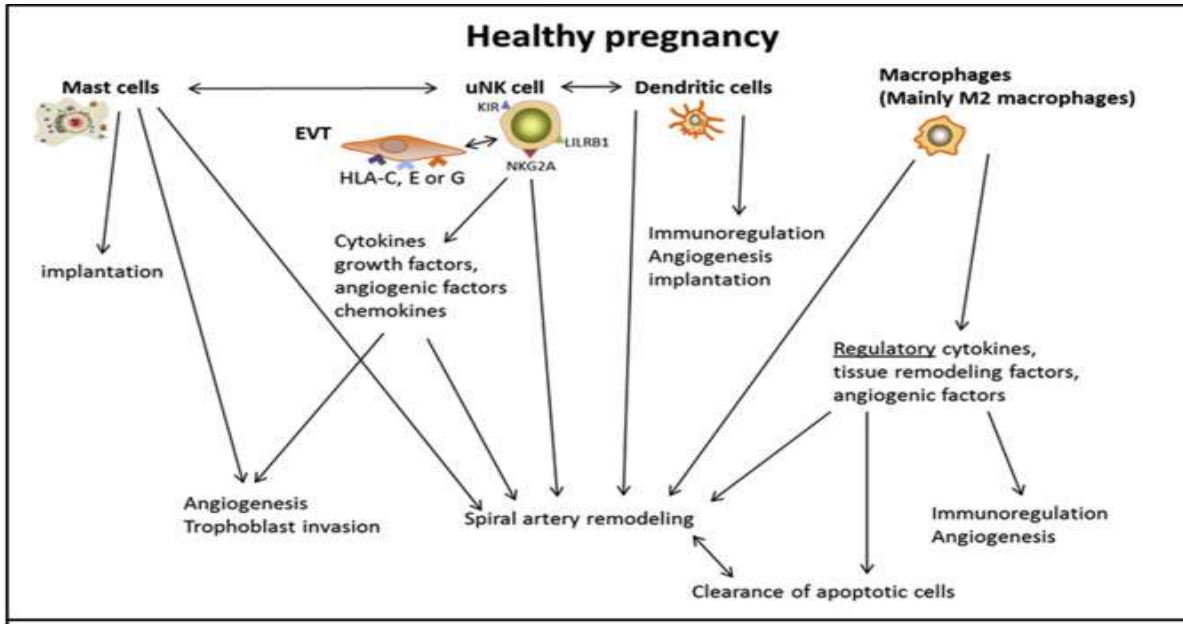 Healthy pregnancy
Mast cells
uNK cell
Dendritic cells
Macrophages
(Mainly M2 macrophages)
KIR
EVT
LILRB1
NKG2A
HLA-C, E or G
implantation
Cytokines
growth factors,
angiogenic factors
chemokines
Immunoregulation
Angiogenesis
implantation
Regulatory cytokines,
tissue remodeling factors,
angiogenic factors
Angiogenesis
Trophoblast invasion
Spiral artery remodeling
Immunoregulation
Angiogenesis
Clearance of apoptotic cells